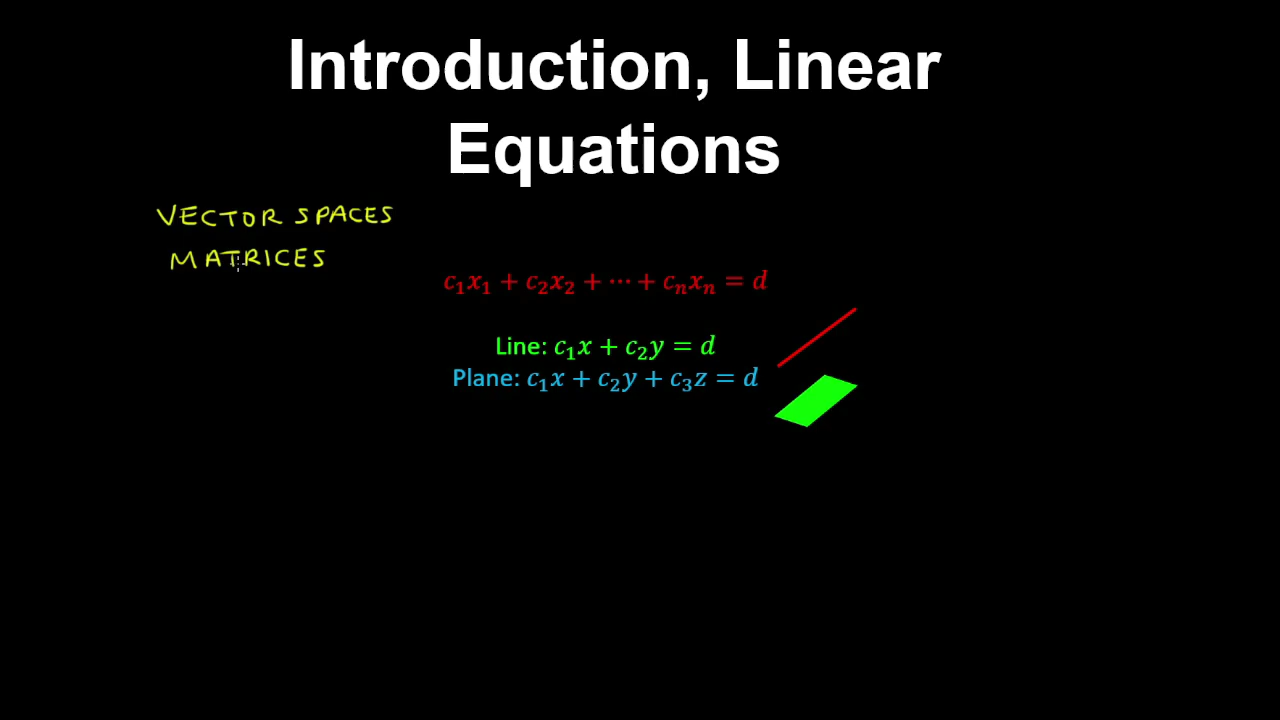 Introduction, Linear
Equations
VECTOR SPACES
MATRICES
c₁x₁ + c₂x₂ + ⋯ + cₙxₙ = d
Line: c₁x + c₂y = d
Plane: c₁x + c₂y + c₃z = d